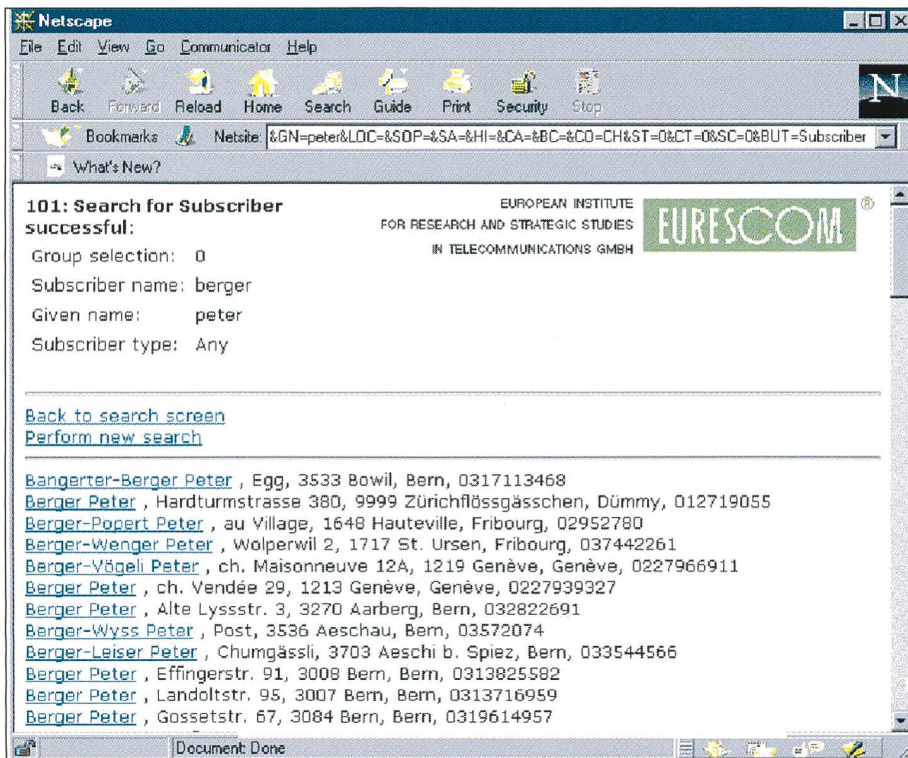 Netscape
File Edit View Go Communicator Help
Back Forward Reload Home Search Guide Print Security Stop
N
Bookmarks Netsite: &GN=peter&LOC=&SOP=&SA=&HI=&CA=&BC=&CO=CH&ST=0&CT=0&SC=0&BUT=Subscriber
What's New?
101: Search for Subscriber
successful:
EUROPEAN INSTITUTE
FOR RESEARCH AND STRATEGIC STUDIES
IN TELECOMMUNICATIONS GMBH
EURESCOM ®
Group selection: 0
Subscriber name: berger
Given name: peter
Subscriber type: Any
Back to search screen
Perform new search
Bangerter-Berger Peter , Egg, 3533 Bowil, Bern, 0317113468
Berger Peter , Hardturmstrasse 380, 9999 Zürichflössgässchen, Dümmy, 012719055
Berger-Popert Peter , au Village, 1648 Hauteville, Fribourg, 02952780
Berger-Wenger Peter , Wolperwil 2, 1717 St. Ursen, Fribourg, 037442261
Berger-Vögeli Peter , ch. Maisonneuve 12A, 1219 Genève, Genève, 0227966911
Berger Peter , ch. Vendée 29, 1213 Genève, Genève, 0227939327
Berger Peter , Alte Lyssstr. 3, 3270 Aarberg, Bern, 032822691
Berger-Wyss Peter , Post, 3536 Aeschau, Bern, 03572074
Berger-Leiser Peter , Chumgässli, 3703 Aeschi b. Spiez, Bern, 033544566
Berger Peter , Effingerstr. 91, 3008 Bern, Bern, 0313825582
Berger Peter , Landoltstr. 95, 3007 Bern, Bern, 0313716959
Berger Peter , Gossetstr. 67, 3084 Bern, Bern, 0319614957
Document: Done